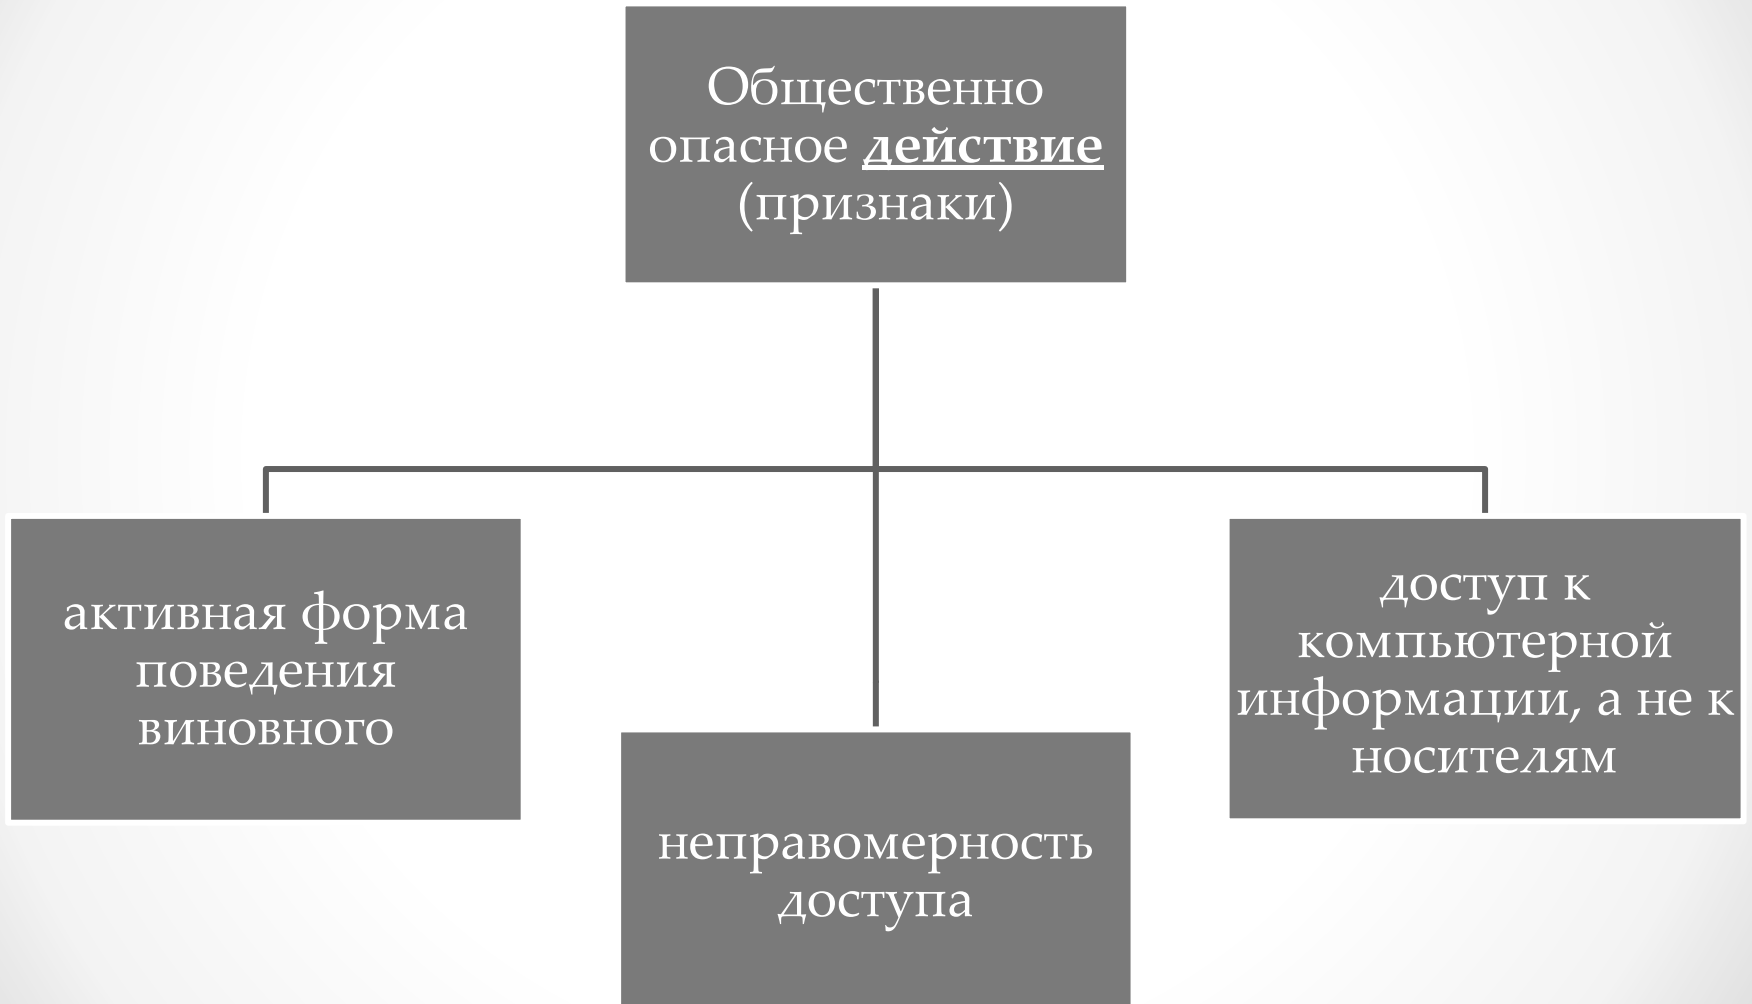 Общественно
опасное действие
(признаки)
активная форма
поведения
виновного
неправомерность
доступа
доступ к
компьютерной
информации, а не к
носителям